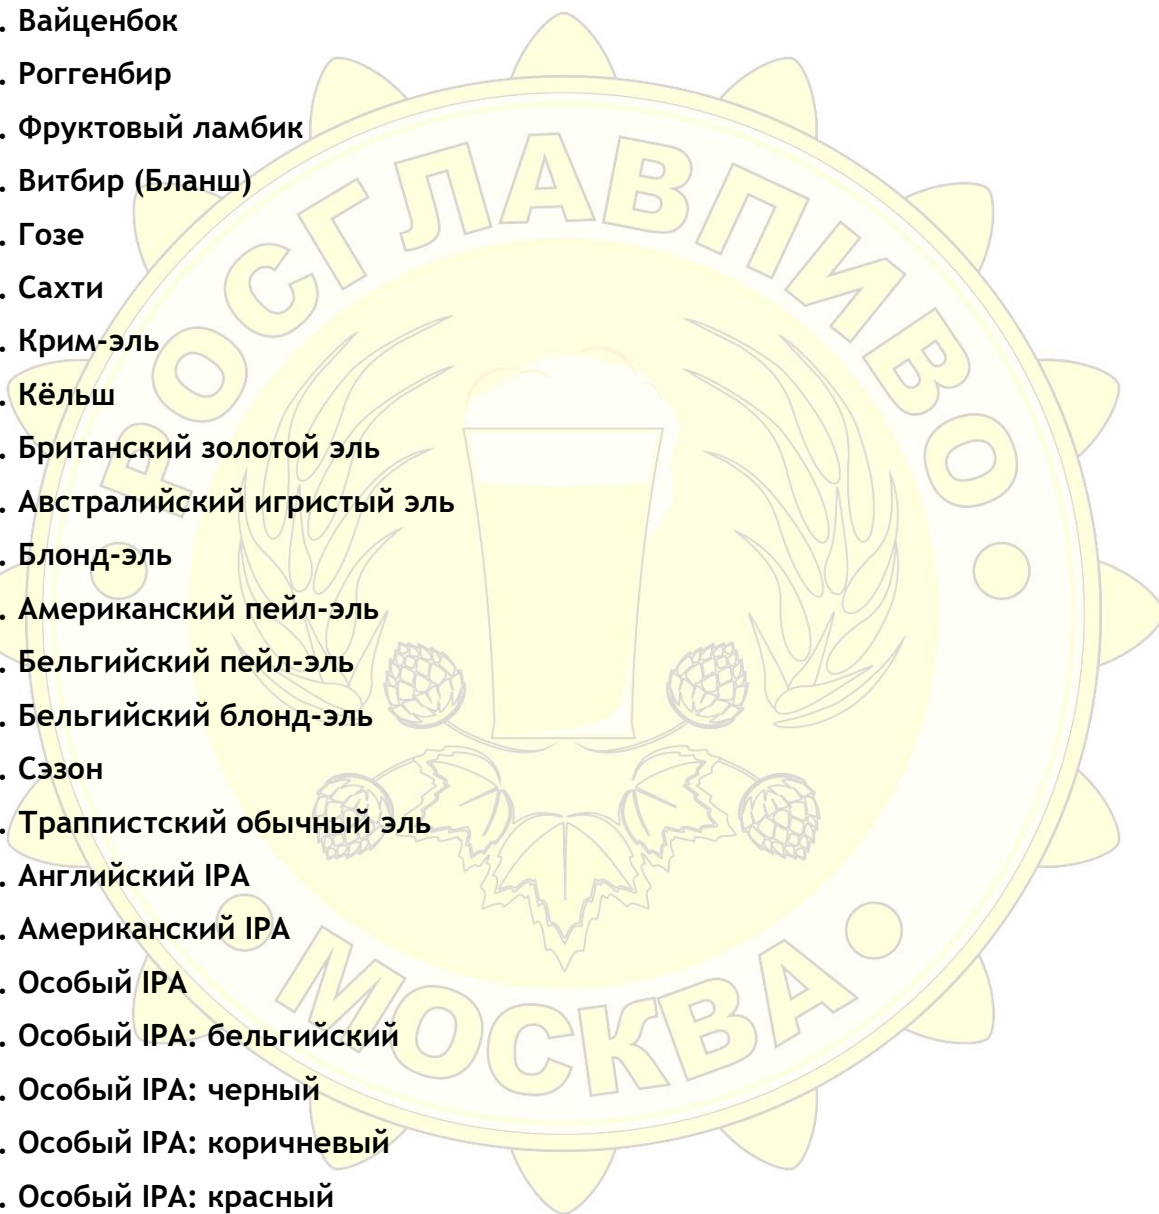 . Вайценбок
. Роггенбир
. Фруктовый ламбик
. Витбир (Бланш)
. Гозе
. Сахти
. Крим-эль
. Кёльш
. Британский золотой эль
. Австралийский игристый эль
. Блонд-эль
. Американский пейл-эль
. Бельгийский пейл-эль
. Бельгийский блонд-эль
. Сэзон
. Траппистский обычный эль
. Английский IPA
. Американский IPA
. Особый IPA
. Особый IPA: бельгийский
. Особый IPA: черный
. Особый IPA: коричневый
. Особый IPA: красный
РОСГЛАВПИВО
МОСКВА